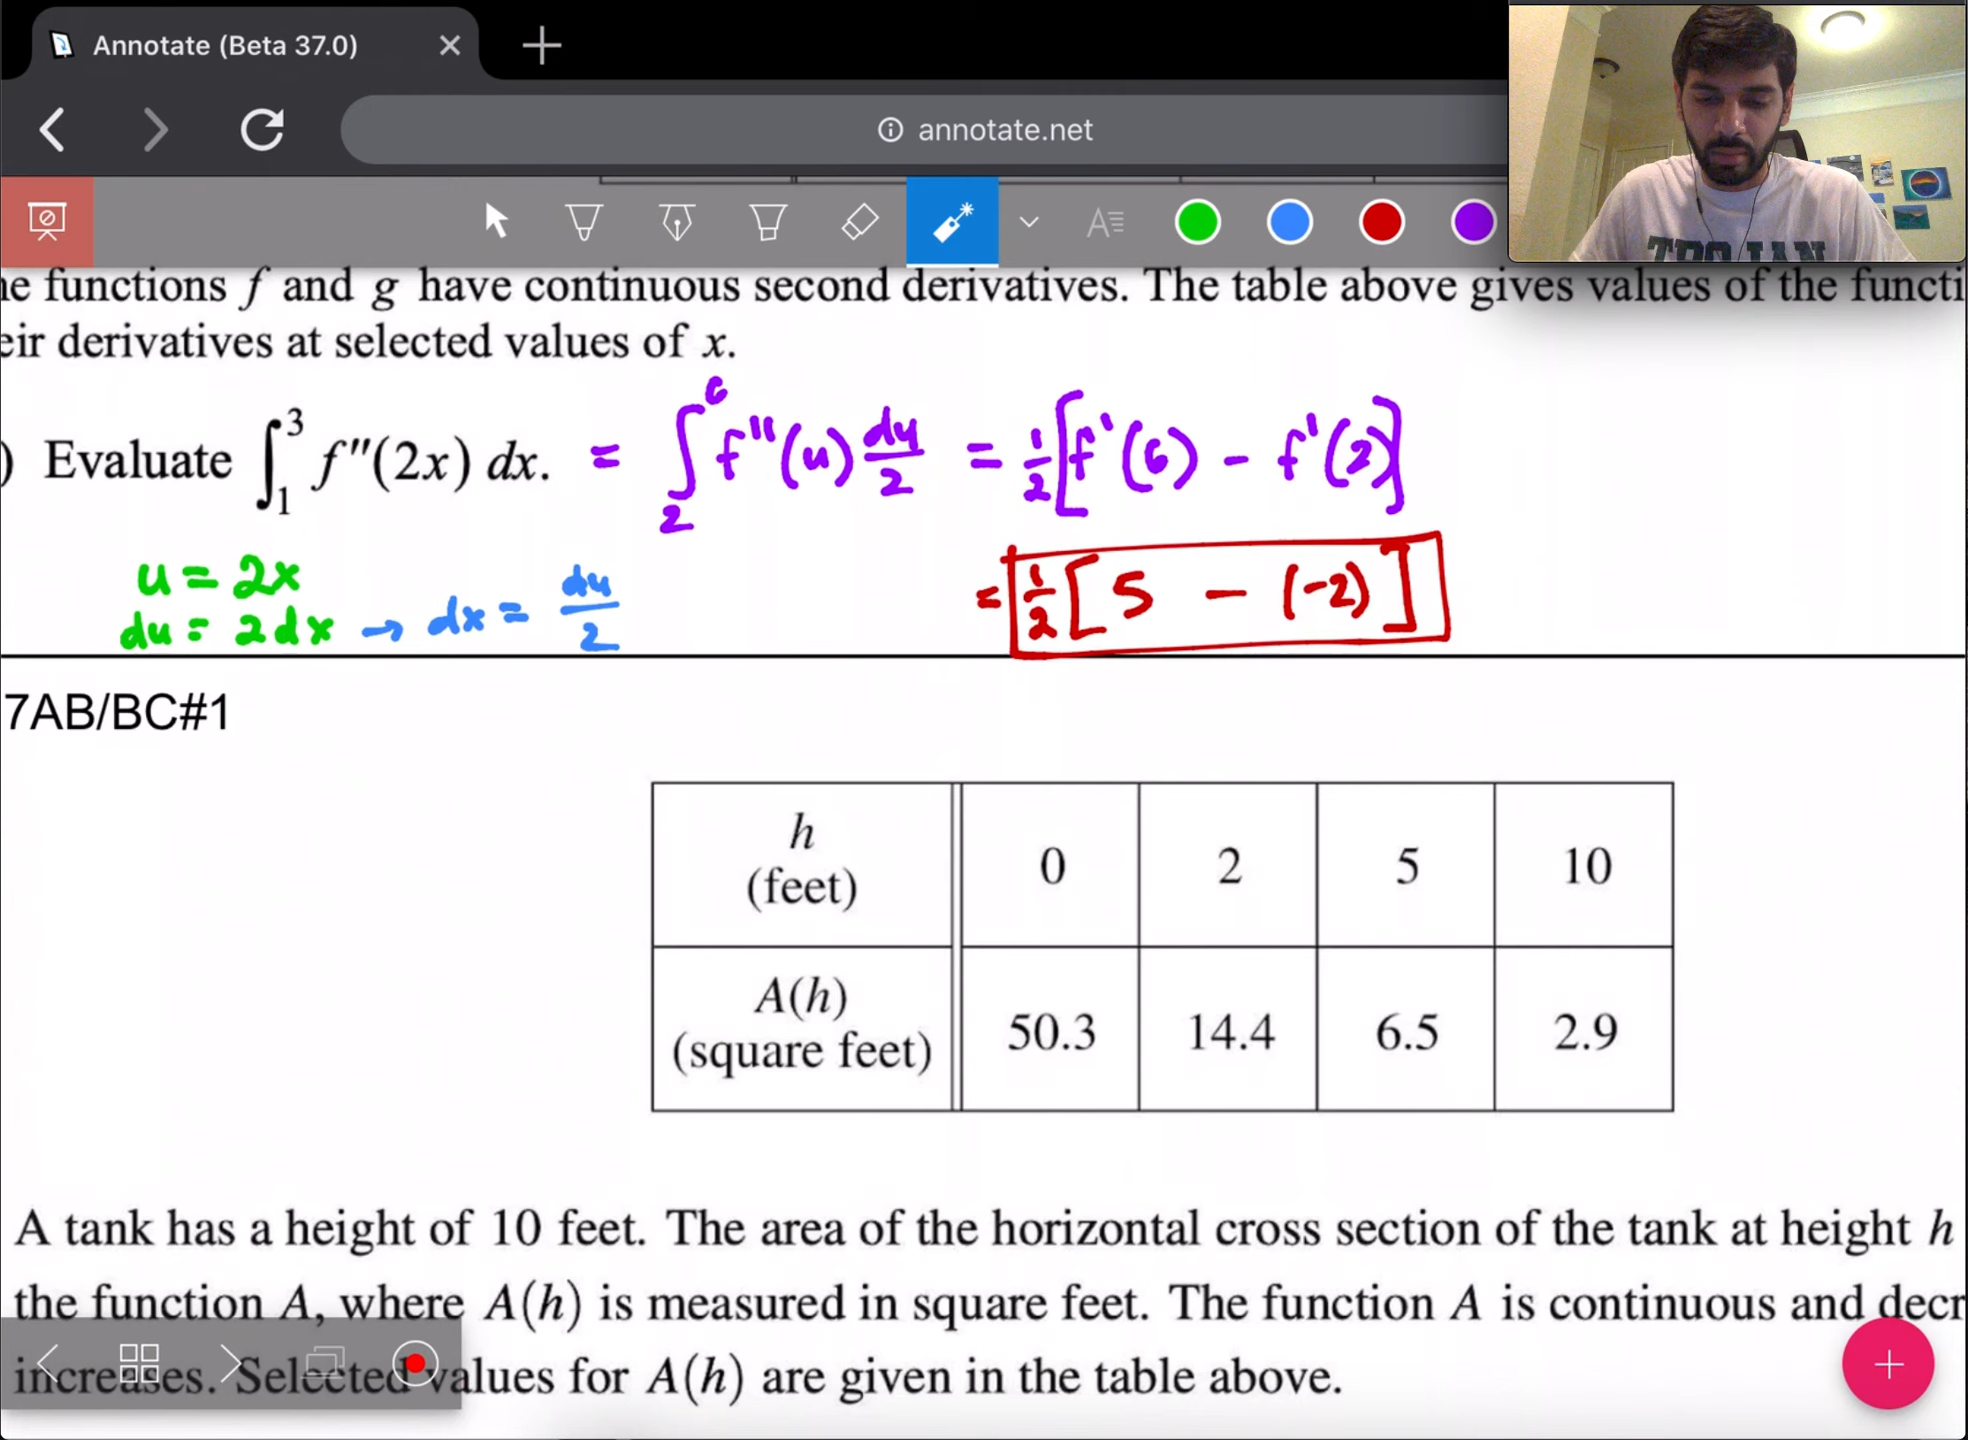 Annotate (Beta 37.0)
annotate.net
TROJAN
he functions f and g have continuous second derivatives. The table above gives values of the functi
eir derivatives at selected values of x.
) Evaluate ∫₁³ f″(2x) dx. = ∫₂⁶ f″(u) du/2 = 1/2 [f'(6) - f'(2)]
u = 2x
du = 2dx → dx = du/2
= 1/2 [5 - (-2)]
7AB/BC#1
h (feet) 0 2 5 10
A(h) (square feet) 50.3 14.4 6.5 2.9
A tank has a height of 10 feet. The area of the horizontal cross section of the tank at height h
the function A, where A(h) is measured in square feet. The function A is continuous and decr
increases. Selected values for A(h) are given in the table above.